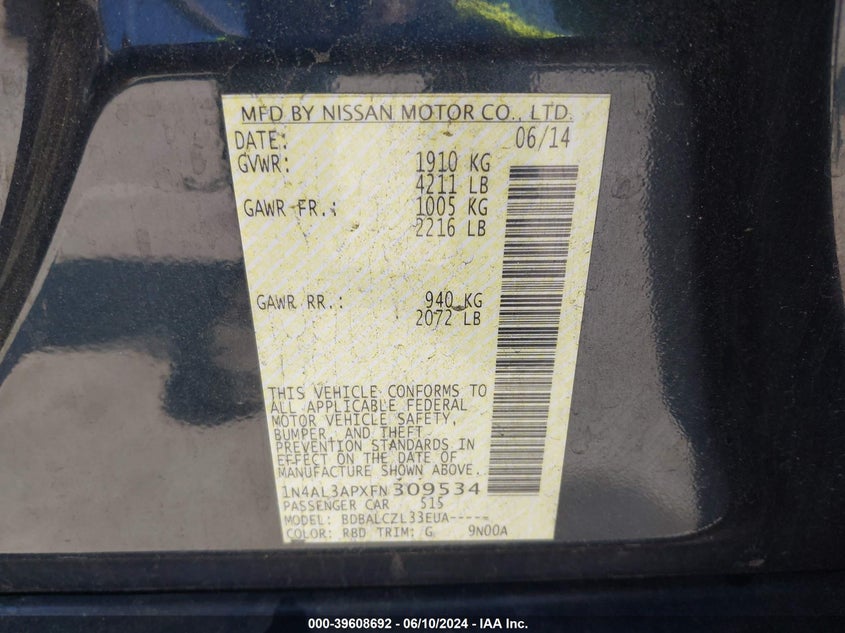 MFD BY NISSAN MOTOR CO., LTD.
DATE: 06/14
GVWR: 1910 KG
4211 LB
GAWR FR.: 1005 KG
2216 LB
GAWR RR.: 940 KG
2072 LB
THIS VEHICLE CONFORMS TO
ALL APPLICABLE FEDERAL
MOTOR VEHICLE SAFETY,
BUMPER, AND THEFT
PREVENTION STANDARDS IN
EFFECT ON THE DATE OF
MANUFACTURE SHOWN ABOVE.
1N4AL3APXFN309534
PASSENGER CAR 515
MODEL: BDBALCZL33EUA-----
COLOR: RBD TRIM: G 9N00A
000-39608692 - 06/10/2024 - IAA Inc.